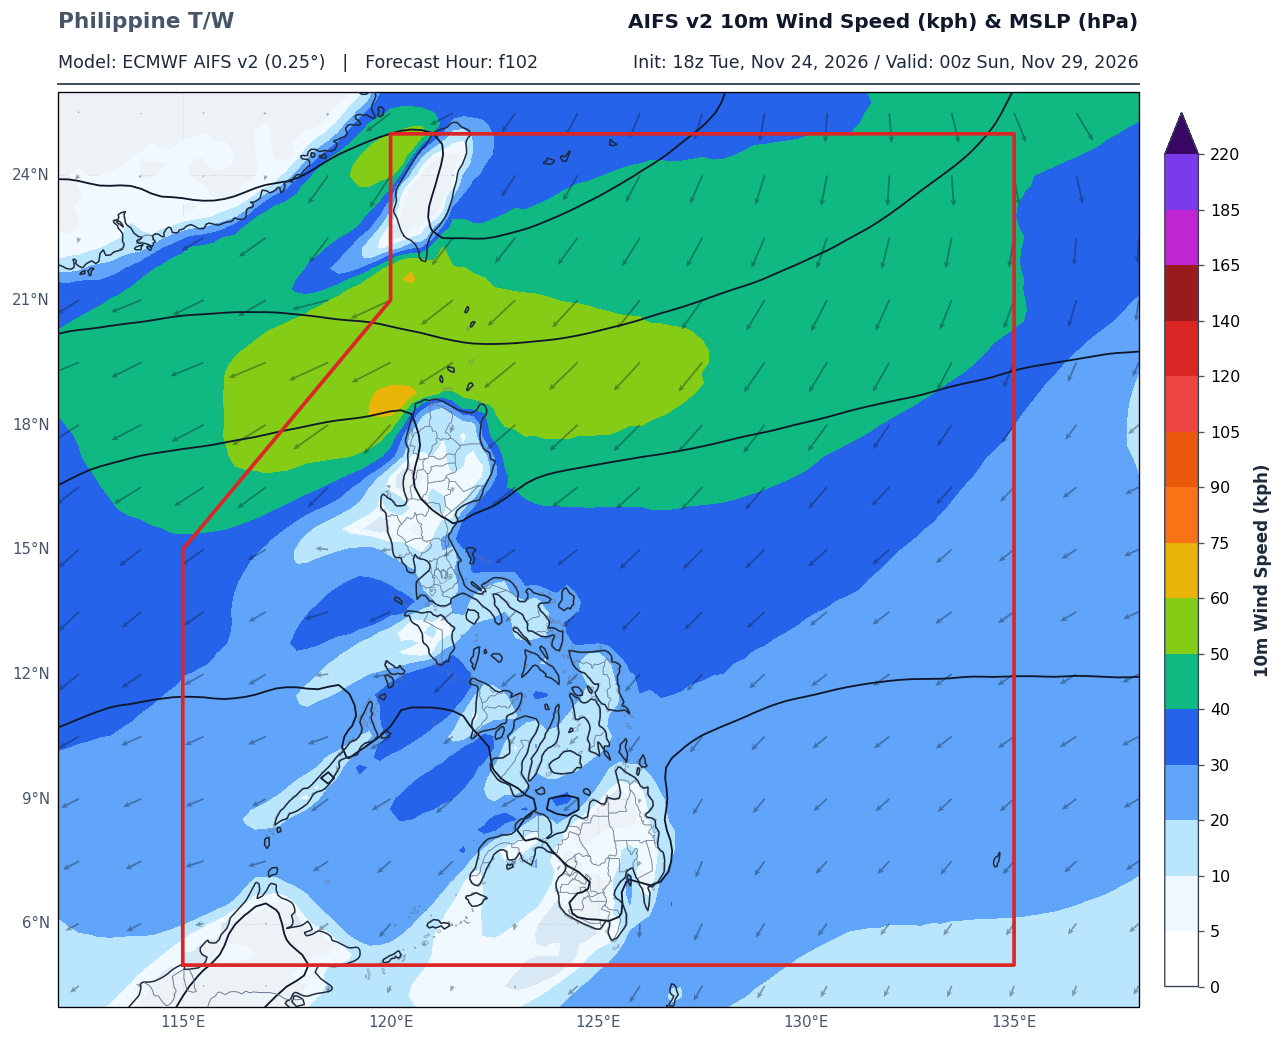 Philippine T/W
AIFS v2 10m Wind Speed (kph) & MSLP (hPa)
Model: ECMWF AIFS v2 (0.25°) | Forecast Hour: f102
Init: 18z Tue, Nov 24, 2026 / Valid: 00z Sun, Nov 29, 2026
24°N
21°N
18°N
15°N
12°N
9°N
6°N
115°E
120°E
125°E
130°E
135°E
220
185
165
140
120
105
90
75
60
50
40
30
20
10
5
0
10m Wind Speed (kph)